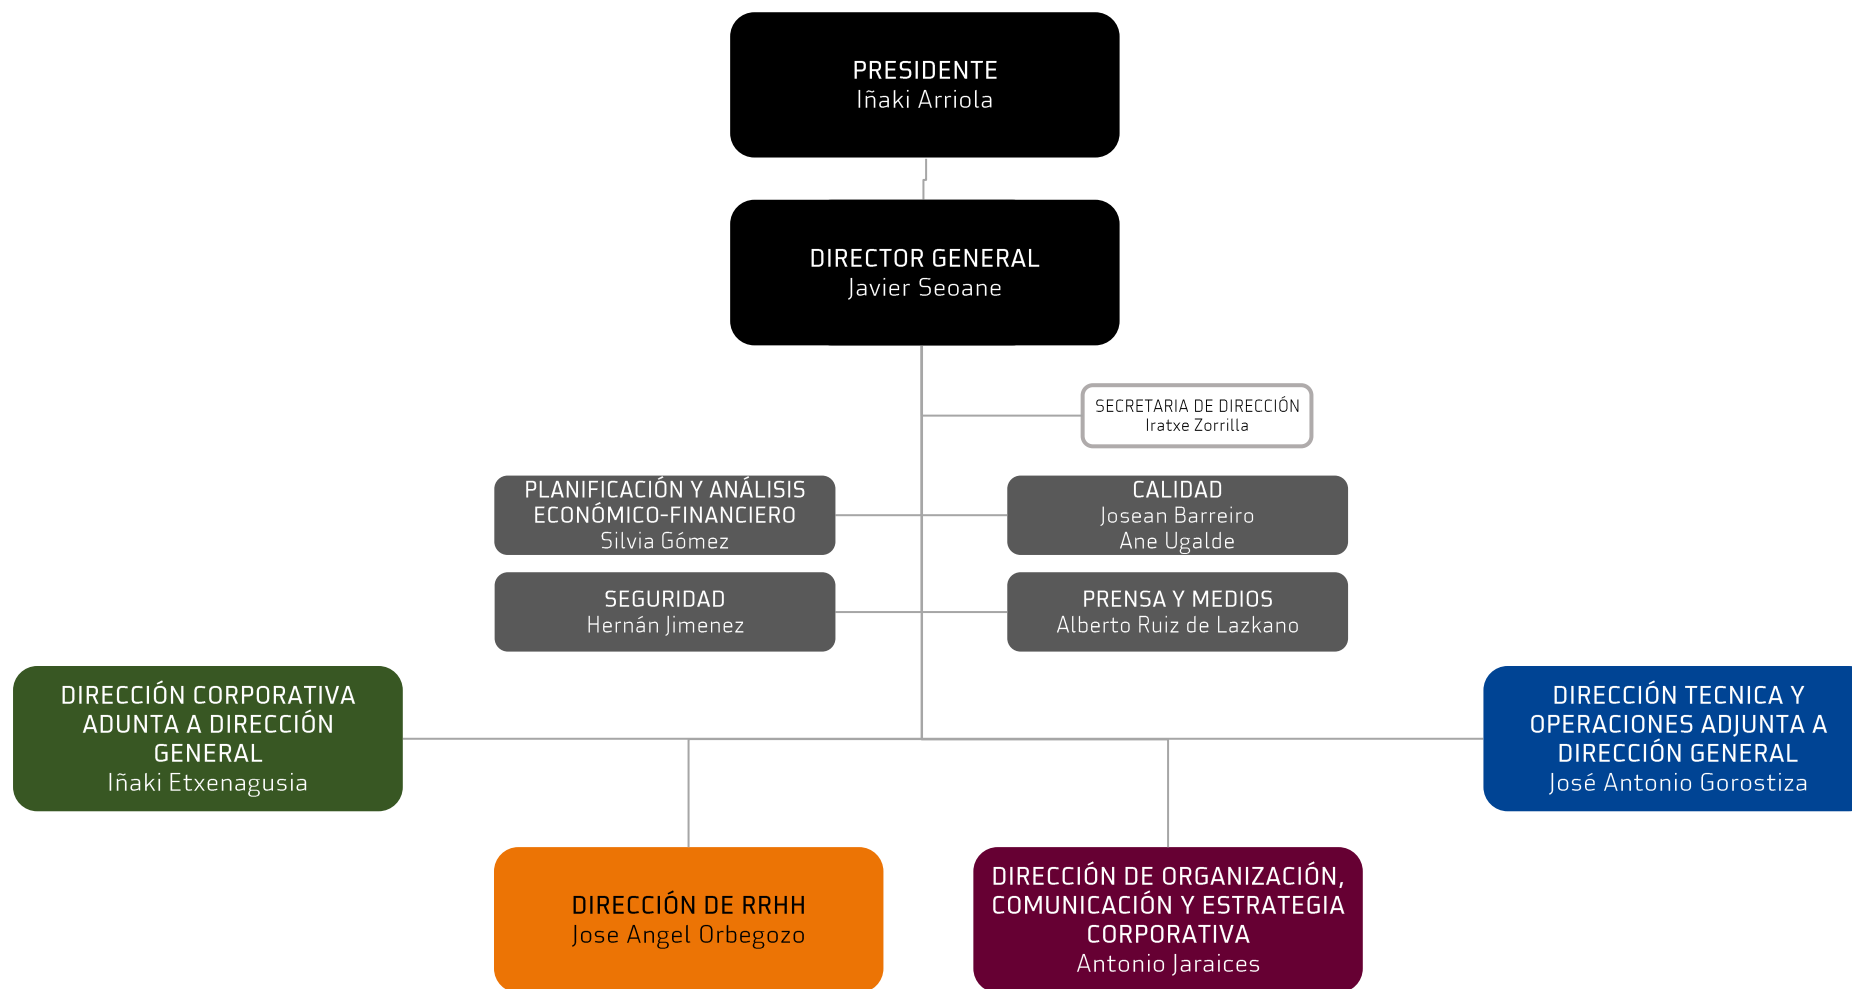 PRESIDENTE
Iñaki Arriola
DIRECTOR GENERAL
Javier Seoane
SECRETARIA DE DIRECCIÓN
Iratxe Zorrilla
PLANIFICACIÓN Y ANÁLISIS
ECONÓMICO-FINANCIERO
Silvia Gómez
CALIDAD
Josean Barreiro
Ane Ugalde
SEGURIDAD
Hernán Jimenez
PRENSA Y MEDIOS
Alberto Ruiz de Lazkano
DIRECCIÓN CORPORATIVA
ADUNTA A DIRECCIÓN
GENERAL
Iñaki Etxenagusia
DIRECCIÓN TECNICA Y
OPERACIONES ADJUNTA A
DIRECCIÓN GENERAL
José Antonio Gorostiza
DIRECCIÓN DE RRHH
Jose Angel Orbegozo
DIRECCIÓN DE ORGANIZACIÓN,
COMUNICACIÓN Y ESTRATEGIA
CORPORATIVA
Antonio Jaraices